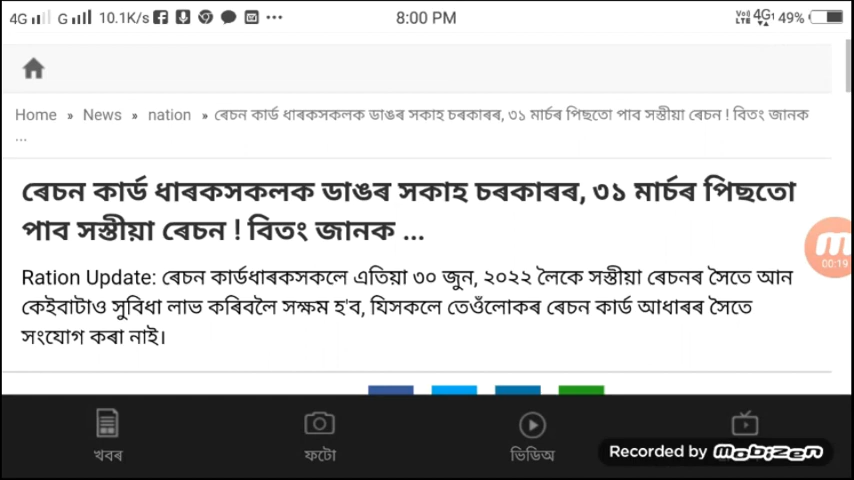 4G G 10.1K/s ... 8:00 PM VoLTE 4G1 49%
Home » News » nation » ৰেচন কাৰ্ড ধাৰকসকলক ডাঙৰ সকাহ চৰকাৰৰ, ৩১ মাৰ্চৰ পিছতো পাব সস্তীয়া ৰেচন ! বিতং জানক
...
ৰেচন কাৰ্ড ধাৰকসকলক ডাঙৰ সকাহ চৰকাৰৰ, ৩১ মাৰ্চৰ পিছতো
পাব সস্তীয়া ৰেচন ! বিতং জানক ...
Ration Update: ৰেচন কাৰ্ডধাৰকসকলে এতিয়া ৩০ জুন, ২০২২ লৈকে সস্তীয়া ৰেচনৰ সৈতে আন
কেইবাটাও সুবিধা লাভ কৰিবলৈ সক্ষম হ'ব, যিসকলে তেওঁলোকৰ ৰেচন কাৰ্ড আধাৰৰ সৈতে
সংযোগ কৰা নাই।
00:19
খবৰ ফটো ভিডিঅ
Recorded by mobizen